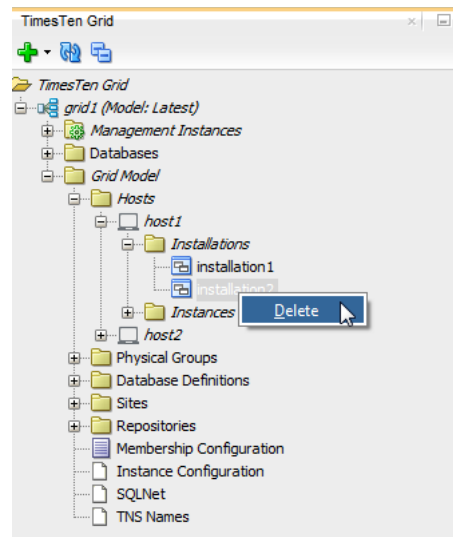 TimesTen Grid
TimesTen Grid
grid1 (Model: Latest)
Management Instances
Databases
Grid Model
Hosts
host1
Installations
installation1
installation2
Instances
Delete
host2
Physical Groups
Database Definitions
Sites
Repositories
Membership Configuration
Instance Configuration
SQLNet
TNS Names